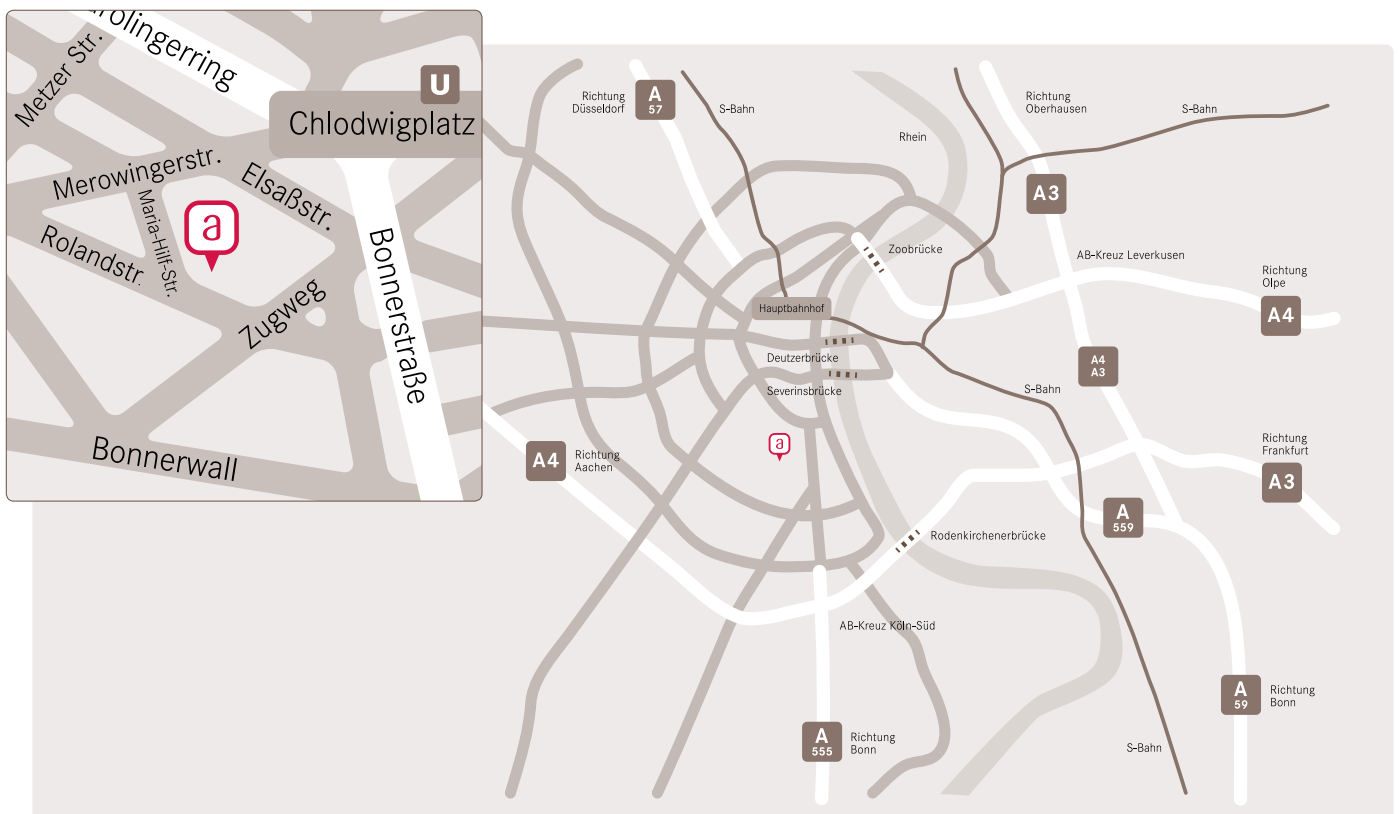 arolingerring
Metzer Str.
U
Chlodwigplatz
Merowingerstr.
Elsaßstr.
Maria-Hilf-Str.
a
Rolandstr.
Zugweg
Bonnerstraße
Bonnerwall
Richtung
Düsseldorf
A
57
S-Bahn
Rhein
Richtung
Oberhausen
S-Bahn
A3
Zoobrücke
AB-Kreuz Leverkusen
Richtung
Olpe
A4
Hauptbahnhof
Deutzerbrücke
Severinsbrücke
A4
A3
S-Bahn
a
A4
Richtung
Aachen
Richtung
Frankfurt
A3
A
559
Rodenkirchenerbrücke
AB-Kreuz Köln-Süd
A
59
Richtung
Bonn
A
555
Richtung
Bonn
S-Bahn